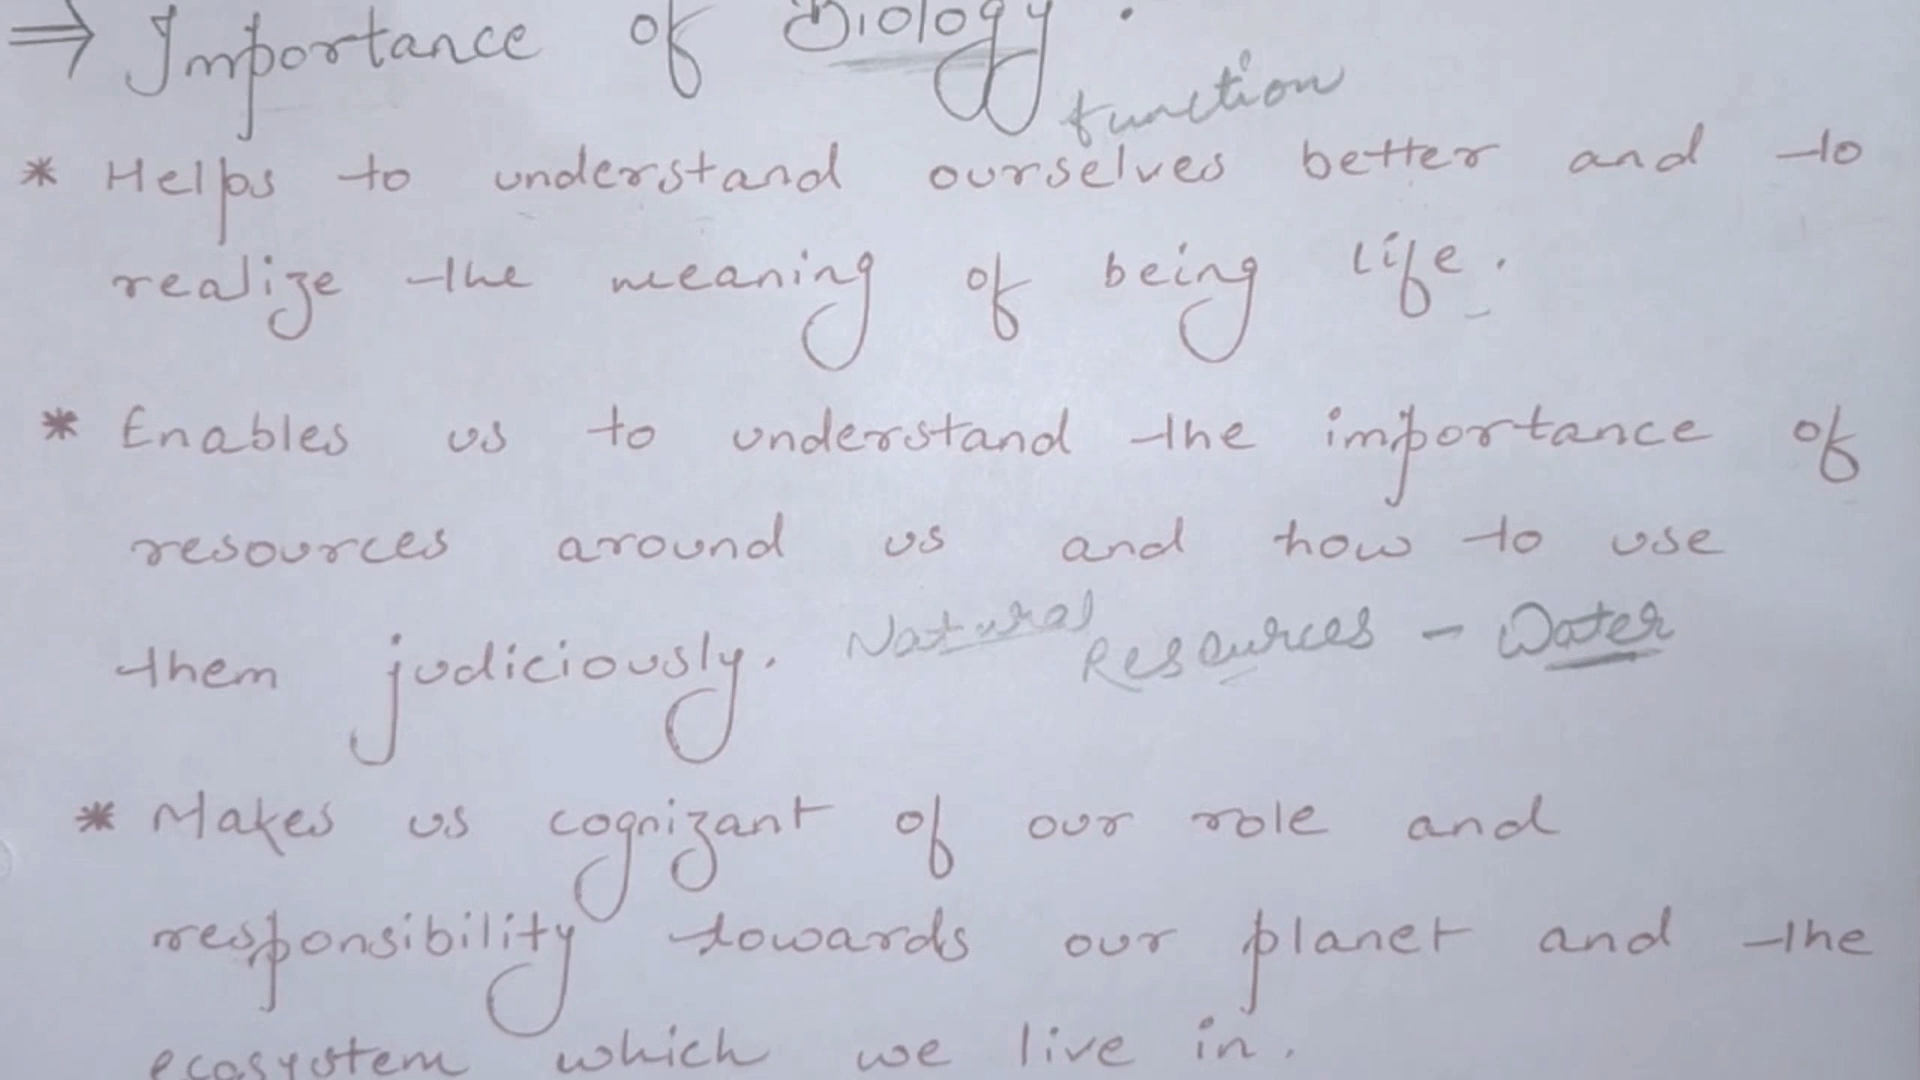 ⇒ Importance of Biology.
function
* Helps to understand ourselves better and to
realize the meaning of being life.
* Enables us to understand the importance of
resources around us and how to use
them judiciously. Natural Resources - Water
* Makes us cognizant of our role and
responsibility towards our planet and the
ecosystem which we live in.